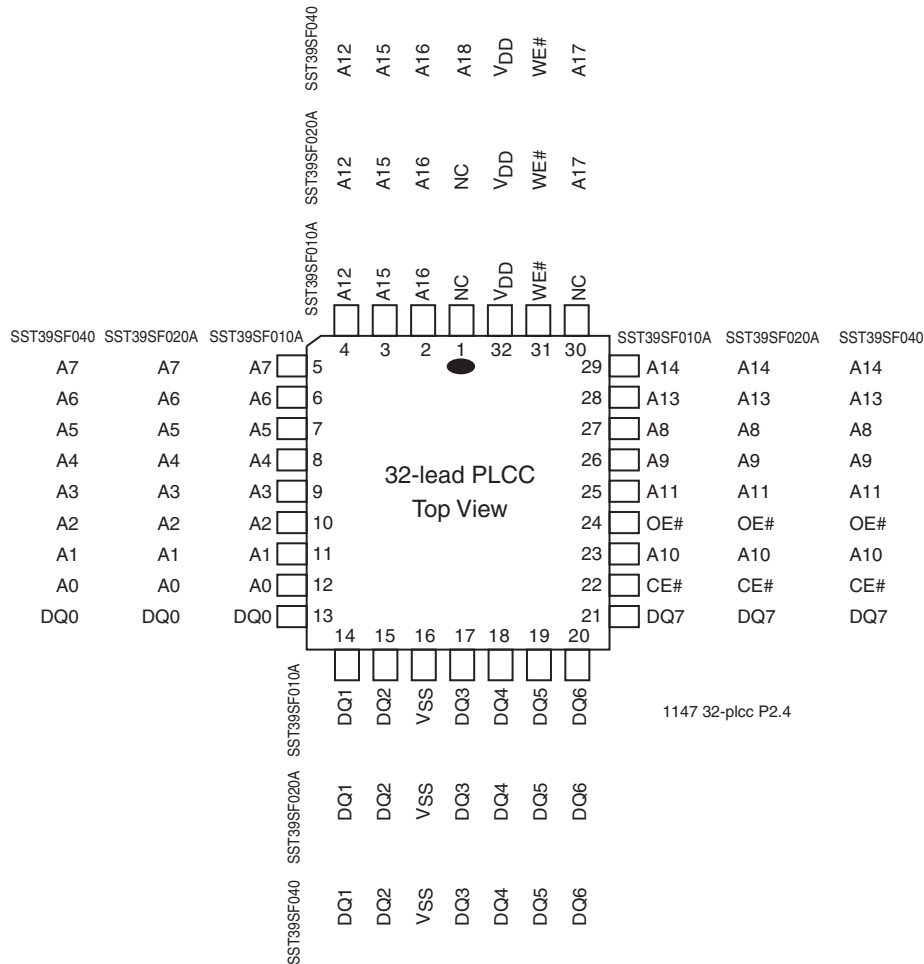 SST39SF040 A12 A15 A16 A18 VDD WE# A17
SST39SF020A A12 A15 A16 NC VDD WE# A17
SST39SF010A A12 A15 A16 NC VDD WE# NC
4 3 2 1 32 31 30
SST39SF040 SST39SF020A SST39SF010A SST39SF010A SST39SF020A SST39SF040
A7 A7 A7 5 29 A14 A14 A14
A6 A6 A6 6 28 A13 A13 A13
A5 A5 A5 7 27 A8 A8 A8
A4 A4 A4 8 26 A9 A9 A9
A3 A3 A3 9 25 A11 A11 A11
A2 A2 A2 10 24 OE# OE# OE#
A1 A1 A1 11 23 A10 A10 A10
A0 A0 A0 12 22 CE# CE# CE#
DQ0 DQ0 DQ0 13 21 DQ7 DQ7 DQ7
32-lead PLCC
Top View
14 15 16 17 18 19 20
SST39SF010A DQ1 DQ2 VSS DQ3 DQ4 DQ5 DQ6
1147 32-plcc P2.4
SST39SF020A DQ1 DQ2 VSS DQ3 DQ4 DQ5 DQ6
SST39SF040 DQ1 DQ2 VSS DQ3 DQ4 DQ5 DQ6